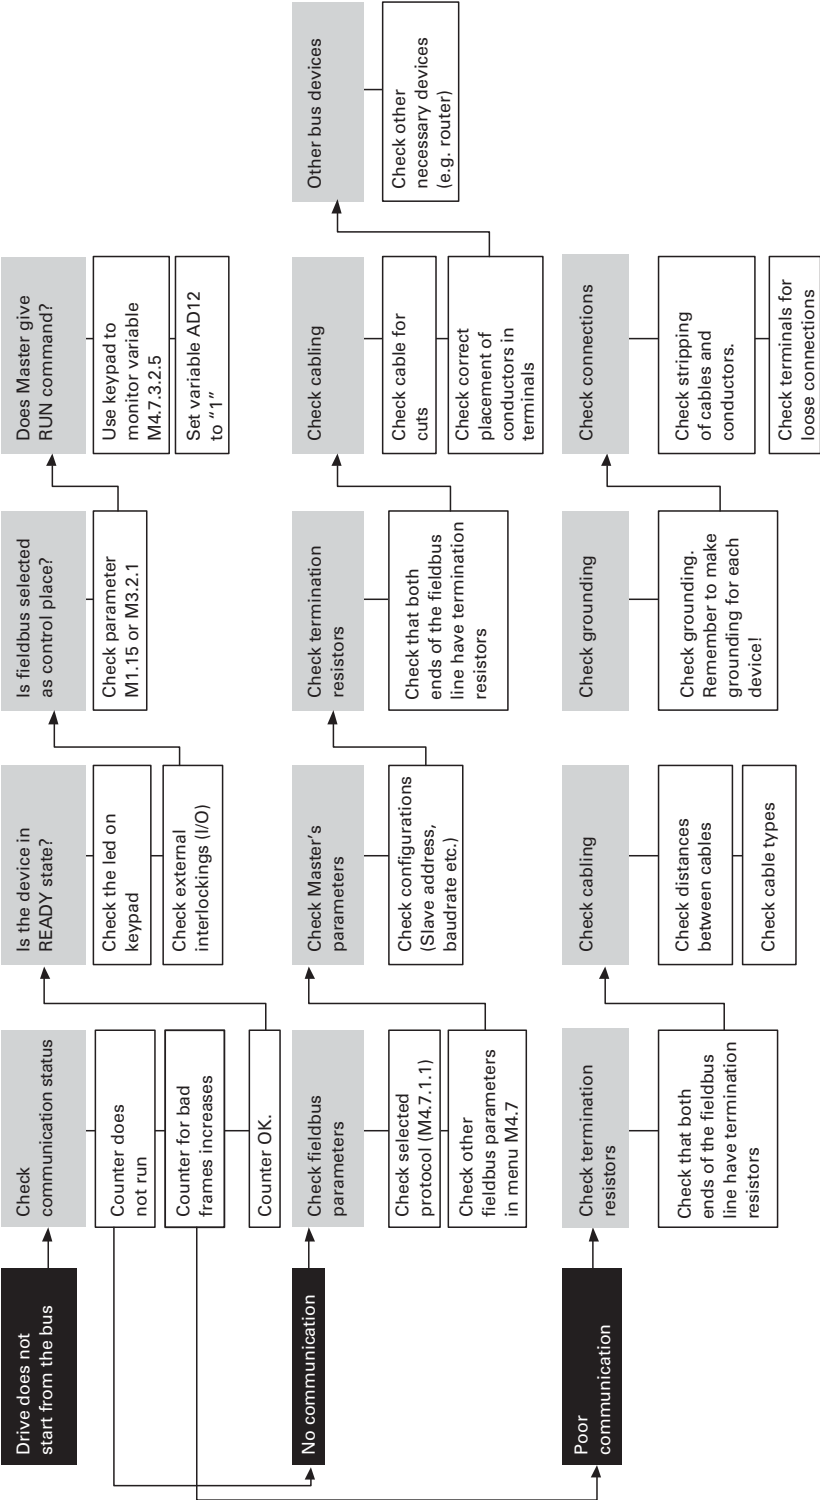 Drive does not
start from the bus
Check
communication status
Counter does
not run
Counter for bad
frames increases
Counter OK.
Is the device in
READY state?
Check the led on
keypad
Check external
interlockings (I/O)
Is fieldbus selected
as control place?
Check parameter
M1.15 or M3.2.1
Does Master give
RUN command?
Use keypad to
monitor variable
M4.7.3.2.5
Set variable AD12
to “1”
No communication
Check fieldbus
parameters
Check selected
protocol (M4.7.1.1)
Check other
fieldbus parameters
in menu M4.7
Check Master’s
parameters
Check configurations
(Slave address,
baudrate etc.)
Check termination
resistors
Check that both
ends of the fieldbus
line have termination
resistors
Check cabling
Check cable for
cuts
Check correct
placement of
conductors in
terminals
Other bus devices
Check other
necessary devices
(e.g. router)
Poor
communication
Check termination
resistors
Check that both
ends of the fieldbus
line have termination
resistors
Check cabling
Check distances
between cables
Check cable types
Check grounding
Check grounding.
Remember to make
grounding for each
device!
Check connections
Check stripping
of cables and
conductors.
Check terminals for
loose connections